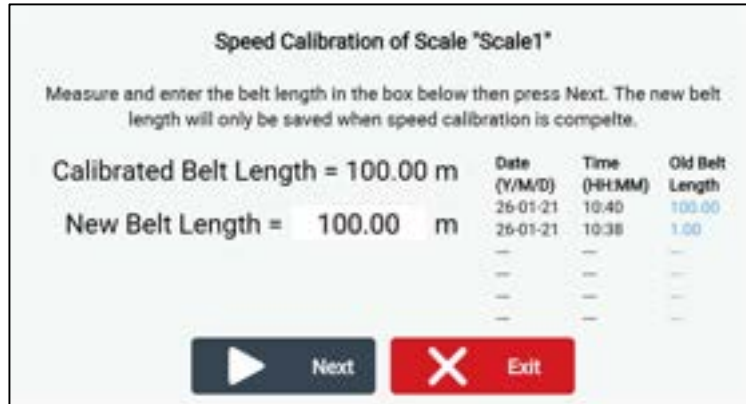 Speed Calibration of Scale "Scale1"
Measure and enter the belt length in the box below then press Next. The new belt
length will only be saved when speed calibration is compelte.
Calibrated Belt Length = 100.00 m
New Belt Length = 100.00 m
Date Time Old Belt
(Y/M/D) (HH:MM) Length
26-01-21 10:40 100.00
26-01-21 10:38 1.00
--- --- ---
--- --- ---
--- --- ---
--- --- ---
Next Exit